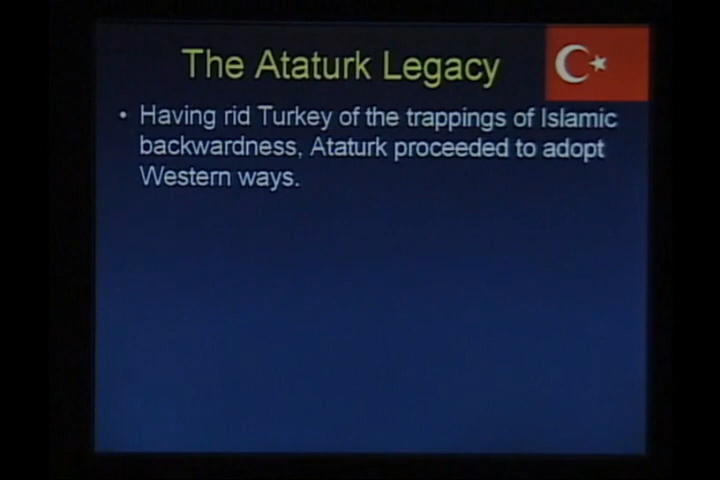 The Ataturk Legacy
• Having rid Turkey of the trappings of Islamic
backwardness, Ataturk proceeded to adopt
Western ways.